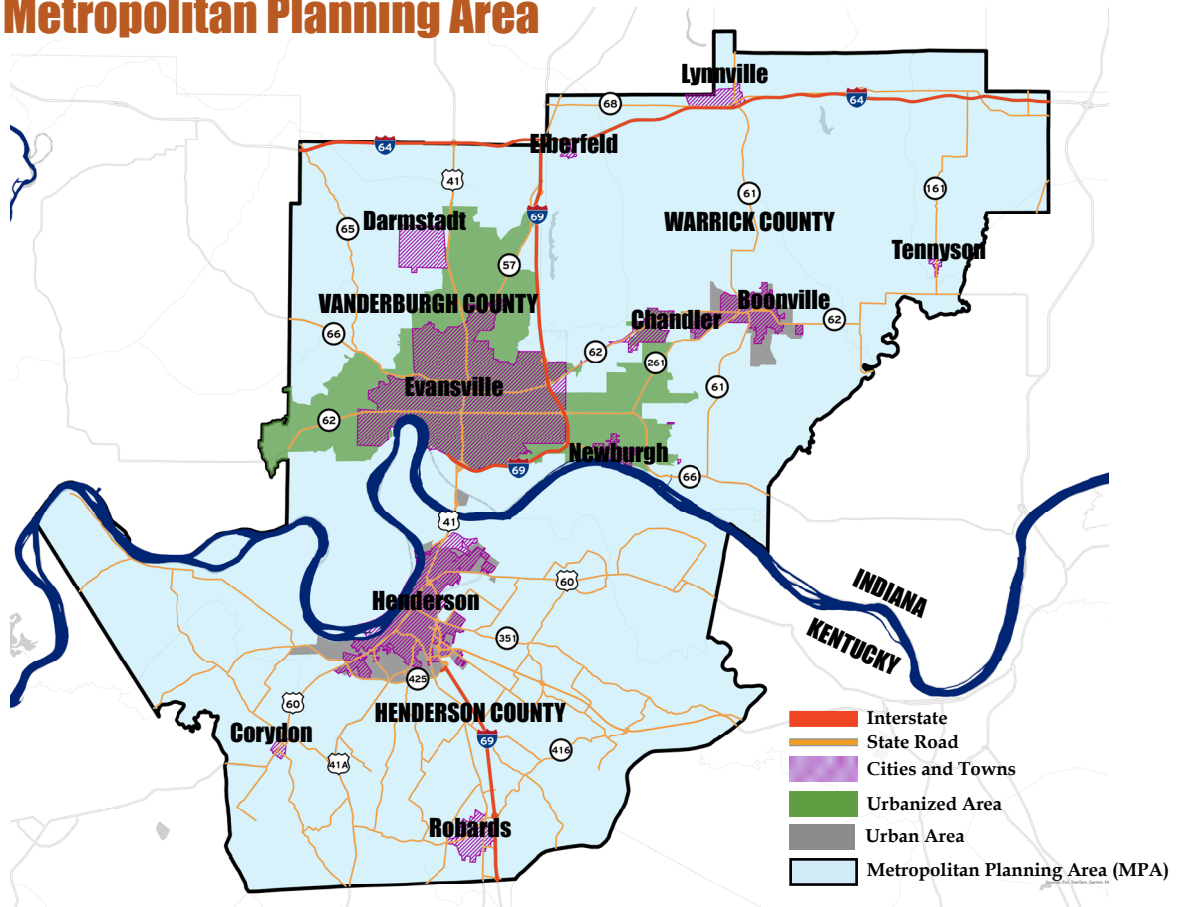 Metropolitan Planning Area
Lynnville
68
64
Elberfeld
64
41
69
61
161
65
Darmstadt
WARRICK COUNTY
Tennyson
57
VANDERBURGH COUNTY
Boonville
Chandler
62
66
62
261
61
Evansville
62
Newburgh
69
66
41
60
INDIANA
Henderson
351
KENTUCKY
425
60
HENDERSON COUNTY
Corydon
69
416
41A
Robards
Interstate
State Road
Cities and Towns
Urbanized Area
Urban Area
Metropolitan Planning Area (MPA)